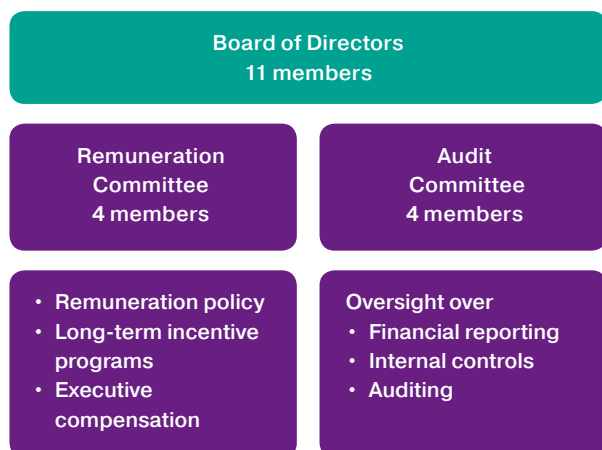 Board of Directors
11 members
Remuneration
Committee
4 members
Audit
Committee
4 members
• Remuneration policy
• Long-term incentive
programs
• Executive
compensation
Oversight over
• Financial reporting
• Internal controls
• Auditing